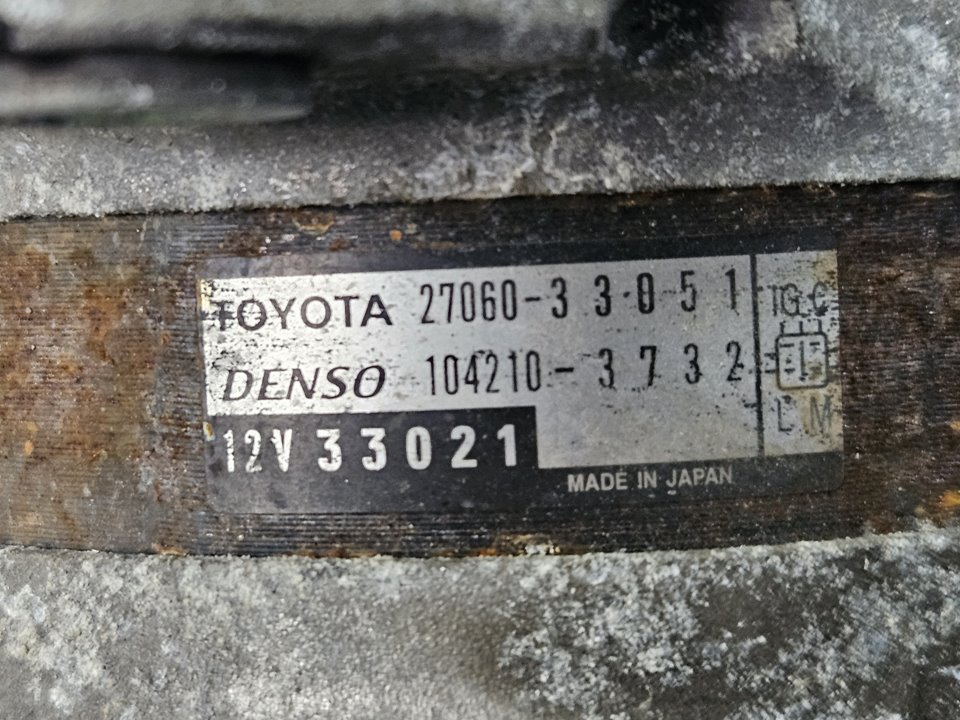 TOYOTA 27060-33051
DENSO 104210-3732
12V 33021
MADE IN JAPAN
IG C
L M